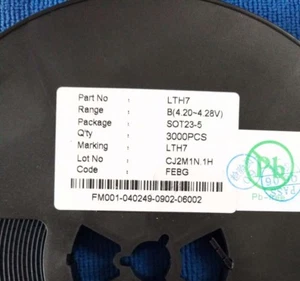 Part No : LTH7
Range : B(4.20~4.28V)
Package : SOT23-5
Q'ty : 3000PCS
Marking : LTH7
Lot No : CJ2M1N.1H
Code : FEBG
FM001-040249-0902-06002
Pb